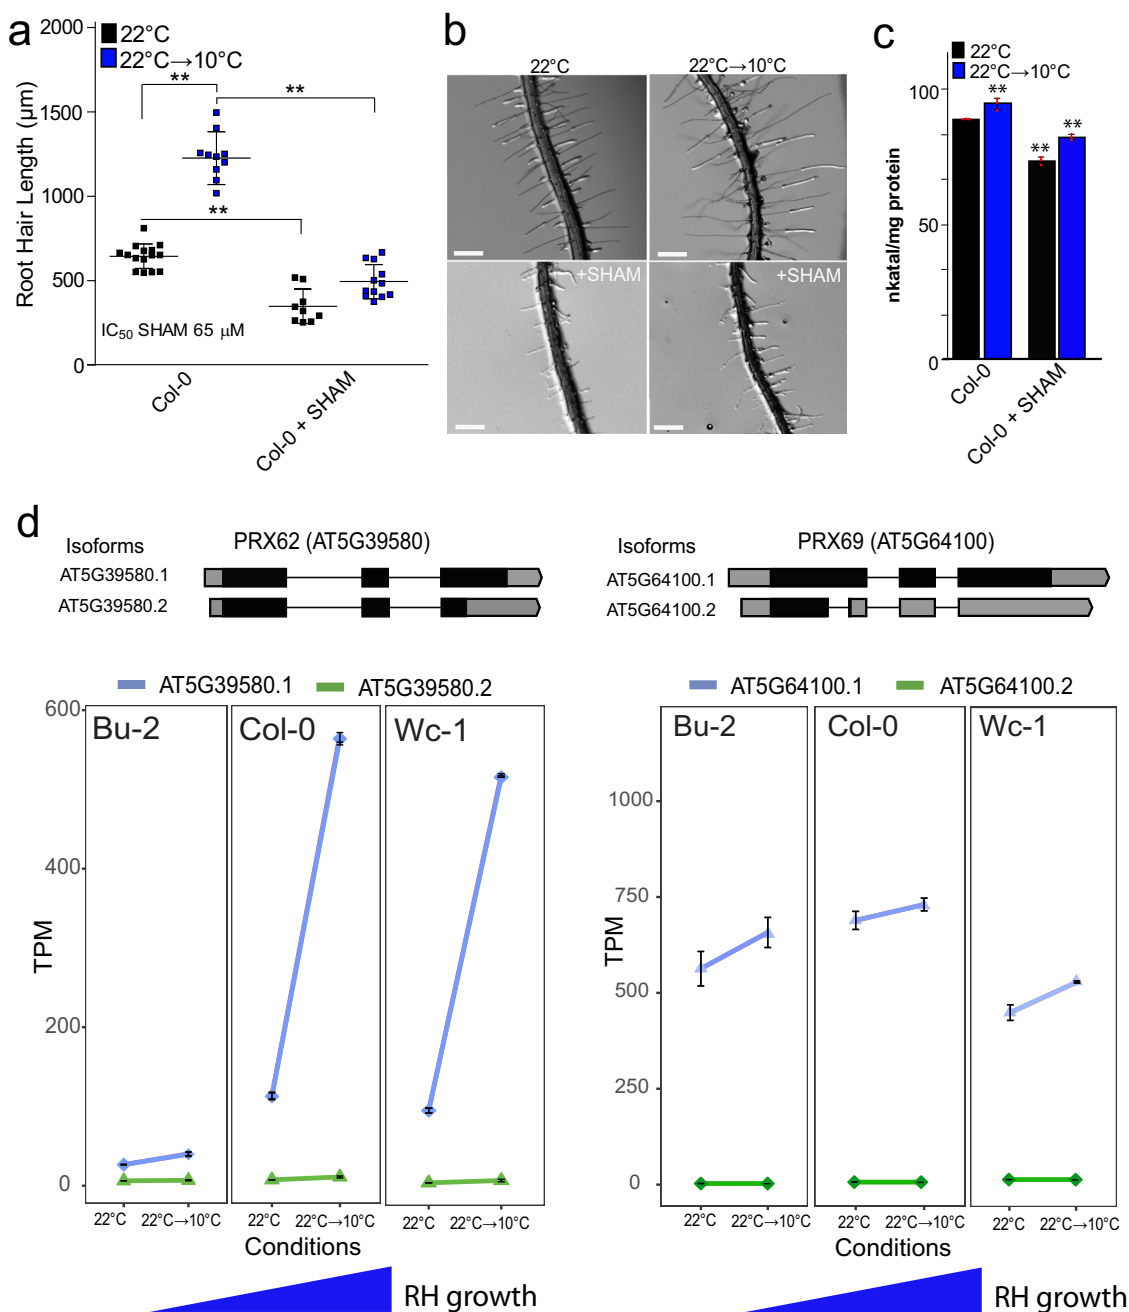 a
2000
1500
1000
500
0
Root Hair Length (µm)
22°C
22°C→10°C
**
**
**
IC50 SHAM 65 µM
Col-0
Col-0 + SHAM
b
22°C
22°C→10°C
+SHAM
+SHAM
c
22°C
22°C→10°C
100
50
0
nkatal/mg protein
**
**
**
Col-0
Col-0 + SHAM
d
Isoforms
PRX62 (AT5G39580)
AT5G39580.1
AT5G39580.2
Isoforms
PRX69 (AT5G64100)
AT5G64100.1
AT5G64100.2
AT5G39580.1
AT5G39580.2
600
400
200
0
TPM
Bu-2
Col-0
Wc-1
22°C
22°C→10°C
22°C
22°C→10°C
22°C
22°C→10°C
Conditions
RH growth
AT5G64100.1
AT5G64100.2
1000
750
500
250
0
TPM
Bu-2
Col-0
Wc-1
22°C
22°C→10°C
22°C
22°C→10°C
22°C
22°C→10°C
Conditions
RH growth